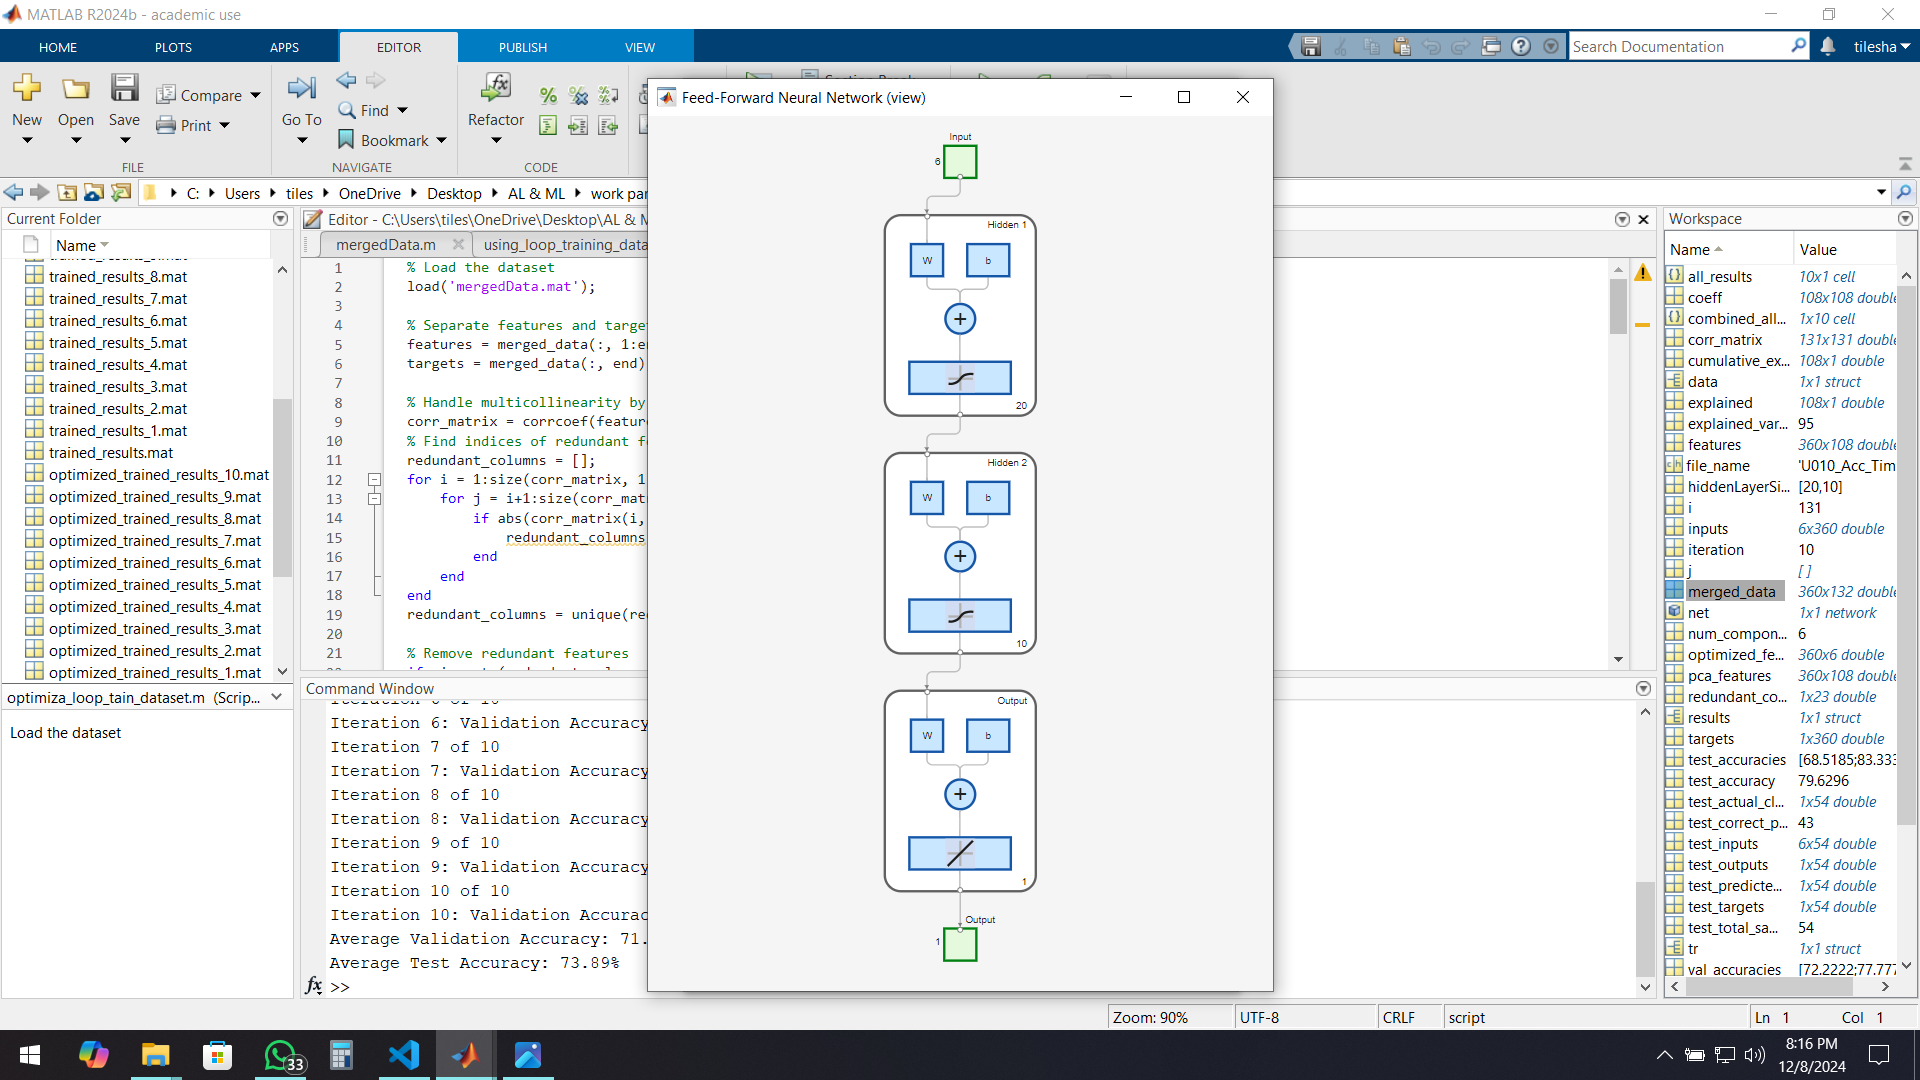 MATLAB R2024b - academic use
HOME PLOTS APPS EDITOR PUBLISH VIEW
Search Documentation
tilesha
New
Open
Save
Compare
Print
FILE
Go To
Find
Bookmark
NAVIGATE
Refactor
CODE
C: Users tiles OneDrive Desktop AL & ML work par
Current Folder
Name
trained_results_8.mat
trained_results_7.mat
trained_results_6.mat
trained_results_5.mat
trained_results_4.mat
trained_results_3.mat
trained_results_2.mat
trained_results_1.mat
trained_results.mat
optimized_trained_results_10.mat
optimized_trained_results_9.mat
optimized_trained_results_8.mat
optimized_trained_results_7.mat
optimized_trained_results_6.mat
optimized_trained_results_5.mat
optimized_trained_results_4.mat
optimized_trained_results_3.mat
optimized_trained_results_2.mat
optimized_trained_results_1.mat
optimiza_loop_tain_dataset.m (Scrip...
Load the dataset
Editor - C:\Users\tiles\OneDrive\Desktop\AL & M
mergedData.m using_loop_training_data
1 % Load the dataset
2 load('mergedData.mat');
3
4 % Separate features and targe
5 features = merged_data(:, 1:e
6 targets = merged_data(:, end)
7
8 % Handle multicollinearity by
9 corr_matrix = corrcoef(featur
10 % Find indices of redundant f
11 redundant_columns = [];
12 for i = 1:size(corr_matrix, 1
13 for j = i+1:size(corr_mat
14 if abs(corr_matrix(i,
15 redundant_columns
16 end
17 end
18 end
19 redundant_columns = unique(re
20
21 % Remove redundant features
Command Window
Iteration 6: Validation Accuracy
Iteration 7 of 10
Iteration 7: Validation Accuracy
Iteration 8 of 10
Iteration 8: Validation Accuracy
Iteration 9 of 10
Iteration 9: Validation Accuracy
Iteration 10 of 10
Iteration 10: Validation Accurac
Average Validation Accuracy: 71.
Average Test Accuracy: 73.89%
fx >>
Feed-Forward Neural Network (view)
Input
6
Hidden 1
W b
+
20
Hidden 2
W b
+
10
Output
W b
+
1
Output
1
Workspace
Name Value
all_results 10x1 cell
coeff 108x108 double
combined_all... 1x10 cell
corr_matrix 131x131 double
cumulative_ex... 108x1 double
data 1x1 struct
explained 108x1 double
explained_var... 95
features 360x108 double
file_name 'U010_Acc_Tim
hiddenLayerSi... [20,10]
i 131
inputs 6x360 double
iteration 10
j []
merged_data 360x132 double
net 1x1 network
num_compon... 6
optimized_fe... 360x6 double
pca_features 360x108 double
redundant_co... 1x23 double
results 1x1 struct
targets 1x360 double
test_accuracies [68.5185;83.333
test_accuracy 79.6296
test_actual_cl... 1x54 double
test_correct_p... 43
test_inputs 6x54 double
test_outputs 1x54 double
test_predicte... 1x54 double
test_targets 1x54 double
test_total_sa... 54
tr 1x1 struct
val_accuracies [72.2222;77.777
Zoom: 90% UTF-8 CRLF script Ln 1 Col 1
33
8:16 PM
12/8/2024